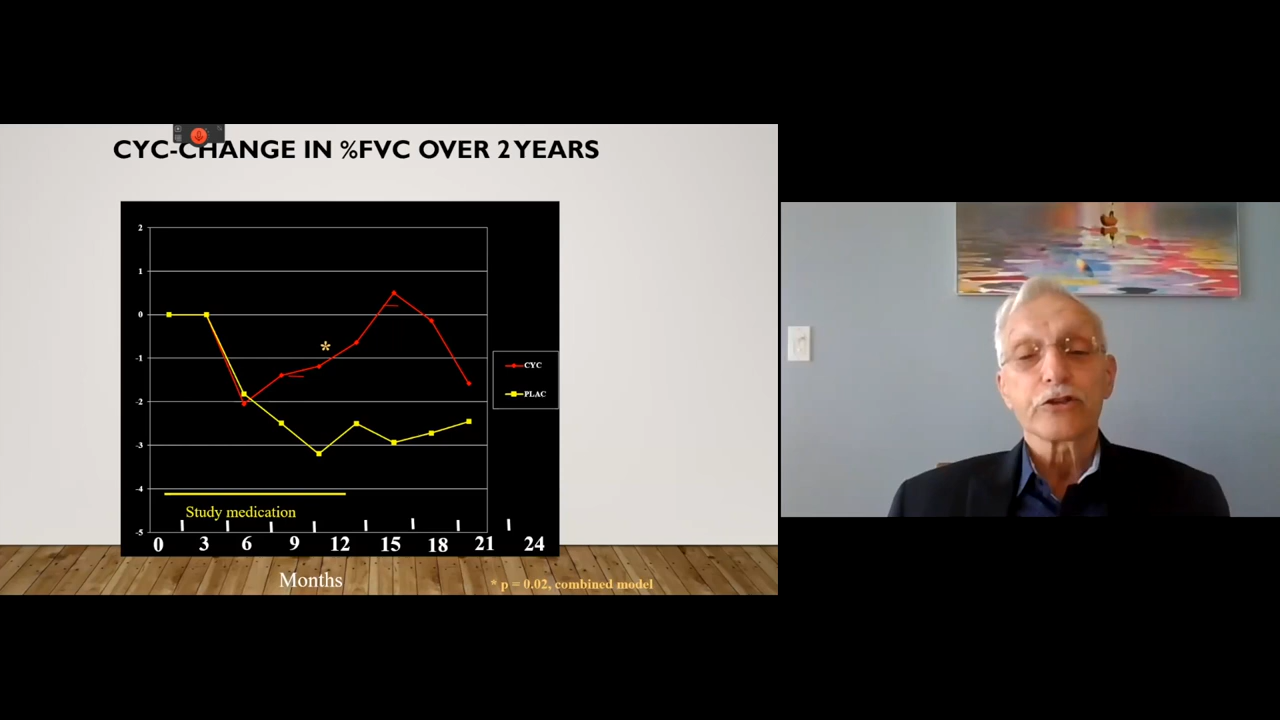 CYC-CHANGE IN %FVC OVER 2 YEARS
2
1
0
-1
-2
-3
-4
-5
*
CYC
PLAC
Study medication
0 3 6 9 12 15 18 21 24
Months
* p = 0.02, combined model